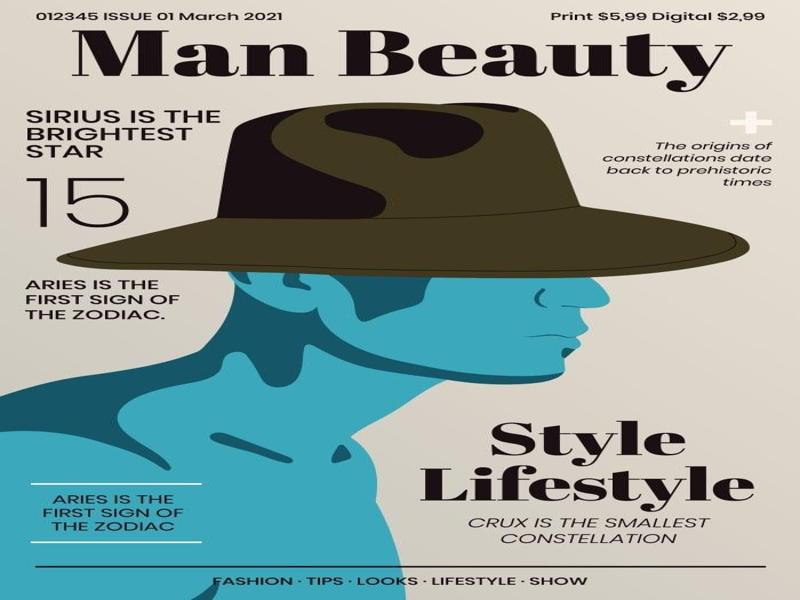 012345 ISSUE 01 March 2021
Print $5,99 Digital $2,99
Man Beauty
SIRIUS IS THE
BRIGHTEST
STAR
15
The origins of
constellations date
back to prehistoric
times
ARIES IS THE
FIRST SIGN OF
THE ZODIAC.
Style
Lifestyle
CRUX IS THE SMALLEST
CONSTELLATION
ARIES IS THE
FIRST SIGN OF
THE ZODIAC
FASHION · TIPS · LOOKS · LIFESTYLE · SHOW